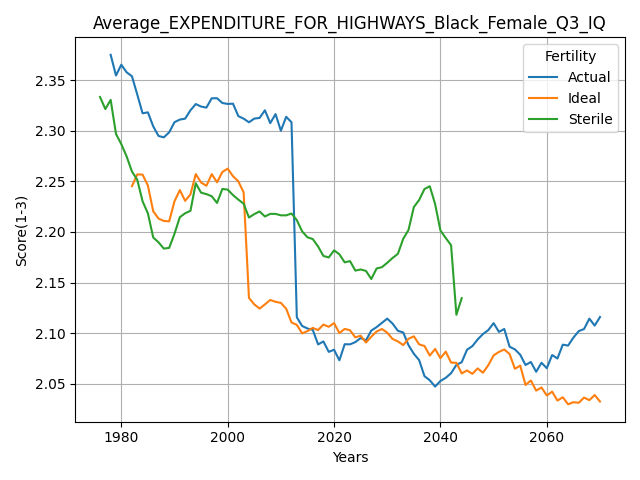 Average_EXPENDITURE_FOR_HIGHWAYS_Black_Female_Q3_IQ
Fertility
Actual
Ideal
Sterile
Score(1-3)
2.35
2.30
2.25
2.20
2.15
2.10
2.05
1980 2000 2020 2040 2060
Years